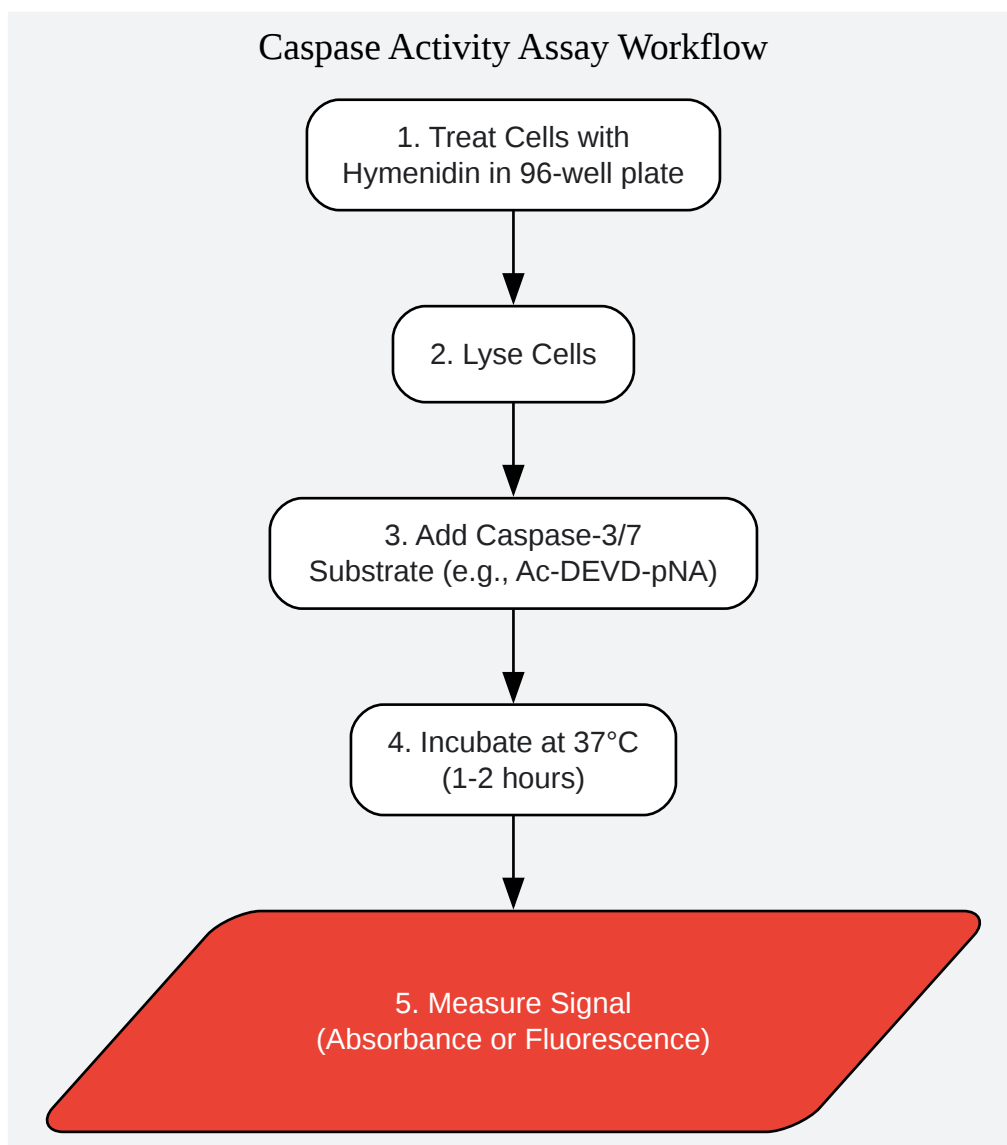 Caspase Activity Assay Workflow
1. Treat Cells with
Hymenidin in 96-well plate
2. Lyse Cells
3. Add Caspase-3/7
Substrate (e.g., Ac-DEVD-pNA)
4. Incubate at 37°C
(1-2 hours)
5. Measure Signal
(Absorbance or Fluorescence)